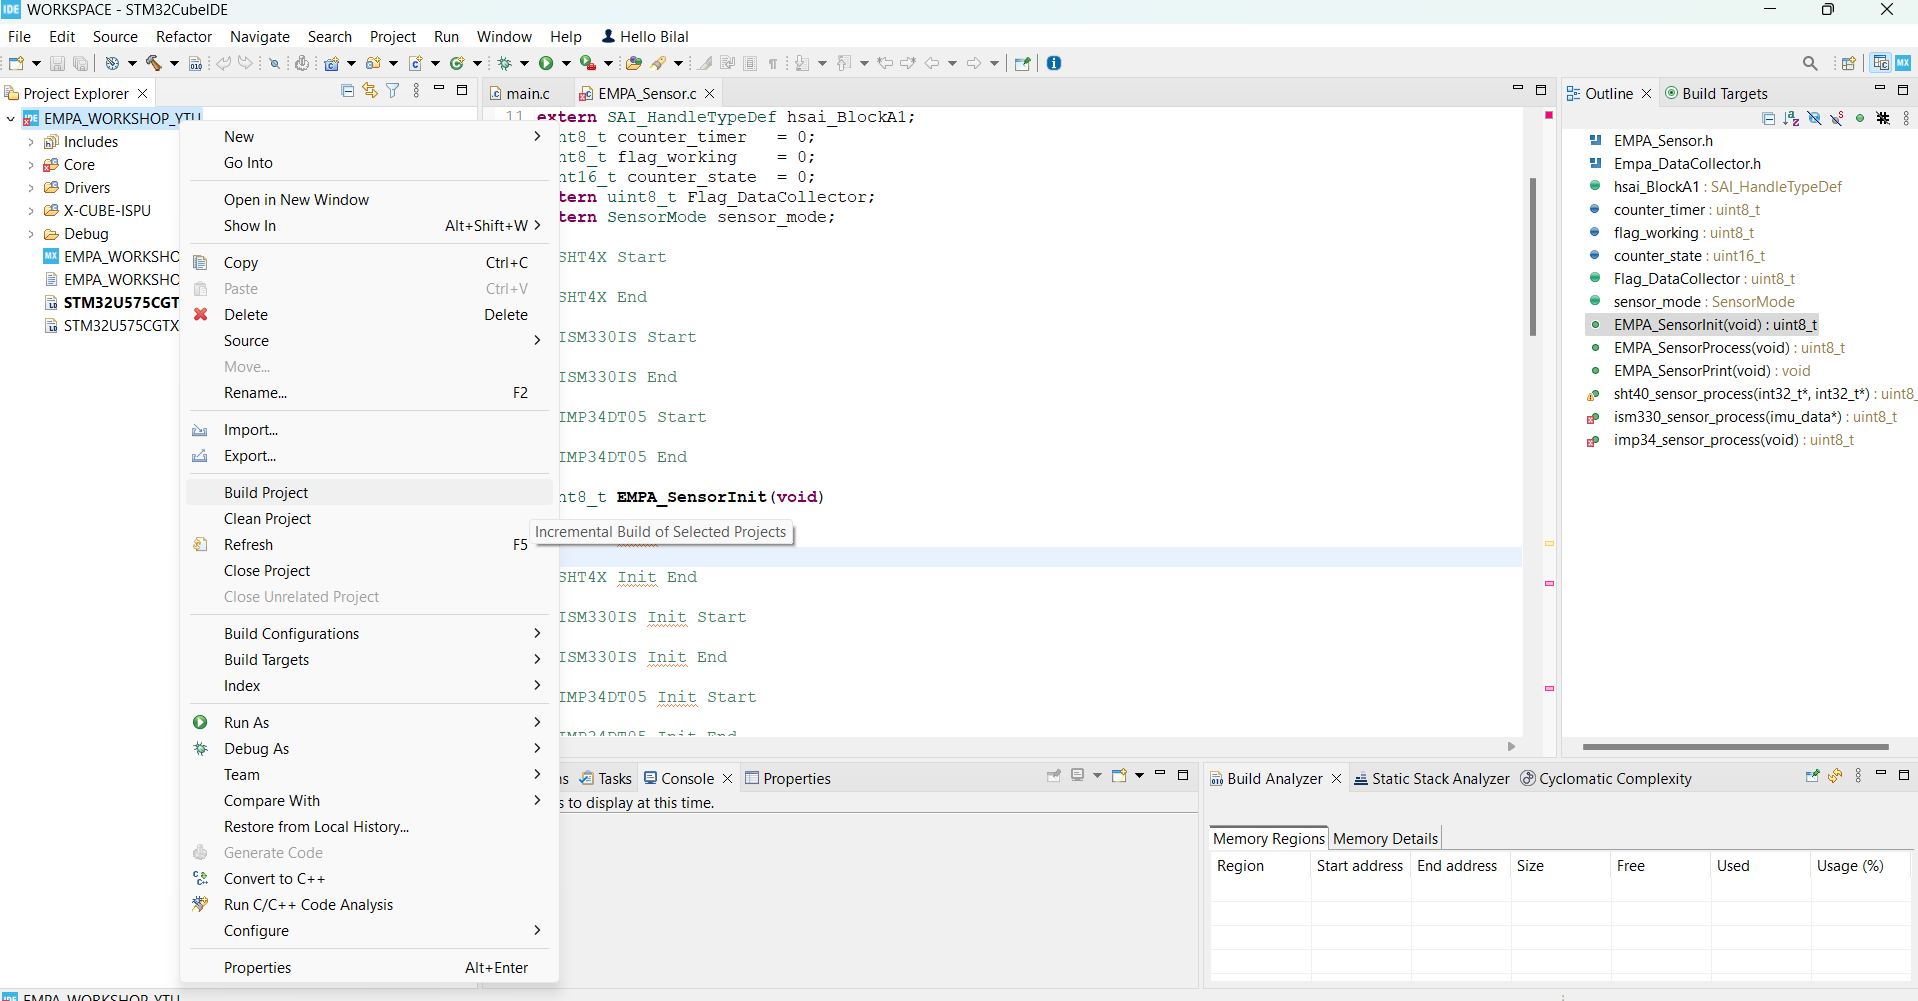 IDE WORKSPACE - STM32CubeIDE
File Edit Source Refactor Navigate Search Project Run Window Help Hello Bilal
Project Explorer
EMPA_WORKSHOP_YTU
Includes
Core
Drivers
X-CUBE-ISPU
Debug
MX EMPA_WORKSHO
EMPA_WORKSHO
STM32U575CGT
STM32U575CGTX
New
Go Into
Open in New Window
Show In Alt+Shift+W
Copy Ctrl+C
Paste Ctrl+V
Delete Delete
Source
Move...
Rename... F2
Import...
Export...
Build Project
Clean Project
Refresh F5
Close Project
Close Unrelated Project
Build Configurations
Build Targets
Index
Run As
Debug As
Team
Compare With
Restore from Local History...
Generate Code
Convert to C++
Run C/C++ Code Analysis
Configure
Properties Alt+Enter
Incremental Build of Selected Projects
main.c EMPA_Sensor.c
11 extern SAI_HandleTypeDef hsai_BlockA1;
nt8_t counter_timer = 0;
nt8_t flag_working = 0;
nt16_t counter_state = 0;
tern uint8_t Flag_DataCollector;
tern SensorMode sensor_mode;
SHT4X Start
SHT4X End
ISM330IS Start
ISM330IS End
IMP34DT05 Start
IMP34DT05 End
nt8_t EMPA_SensorInit(void)
SHT4X Init End
ISM330IS Init Start
ISM330IS Init End
IMP34DT05 Init Start
IMP34DT05 Init End
Outline Build Targets
EMPA_Sensor.h
Empa_DataCollector.h
hsai_BlockA1 : SAI_HandleTypeDef
counter_timer : uint8_t
flag_working : uint8_t
counter_state : uint16_t
Flag_DataCollector : uint8_t
sensor_mode : SensorMode
EMPA_SensorInit(void) : uint8_t
EMPA_SensorProcess(void) : uint8_t
EMPA_SensorPrint(void) : void
sht40_sensor_process(int32_t*, int32_t*) : uint8_
ism330_sensor_process(imu_data*) : uint8_t
imp34_sensor_process(void) : uint8_t
ns Tasks Console Properties
s to display at this time.
Build Analyzer Static Stack Analyzer Cyclomatic Complexity
Memory Regions Memory Details
Region Start address End address Size Free Used Usage (%)
EMPA_WORKSHOP_YTU